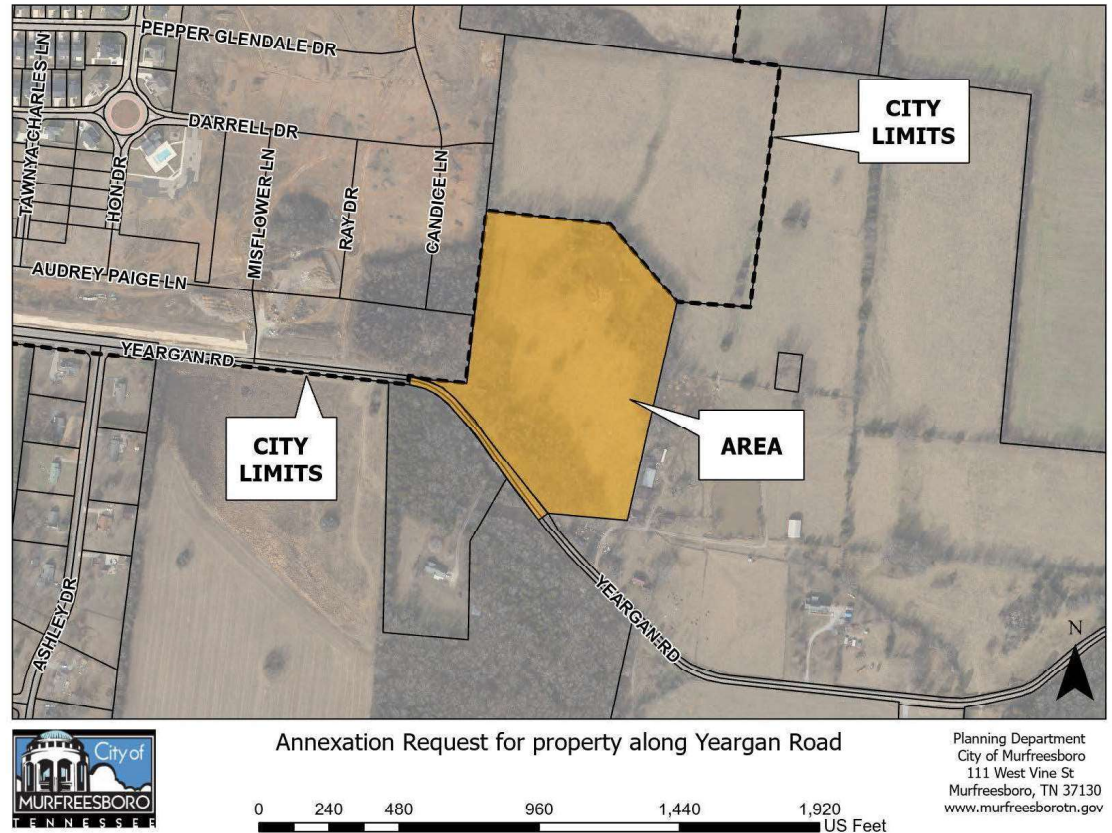 PEPPER GLENDALE DR
TAWNYA CHARLES LN
HON DR
DARRELL DR
MISFLOWER LN
RAY DR
CANDICE LN
CITY
LIMITS
AUDREY PAIGE LN
YEARGAN RD
CITY
LIMITS
AREA
ASHLEY DR
YEARGAN RD
N
City of
MURFREESBORO
TENNESSEE
Annexation Request for property along Yeargan Road
0 240 480 960 1,440 1,920
US Feet
Planning Department
City of Murfreesboro
111 West Vine St
Murfreesboro, TN 37130
www.murfreesborotn.gov